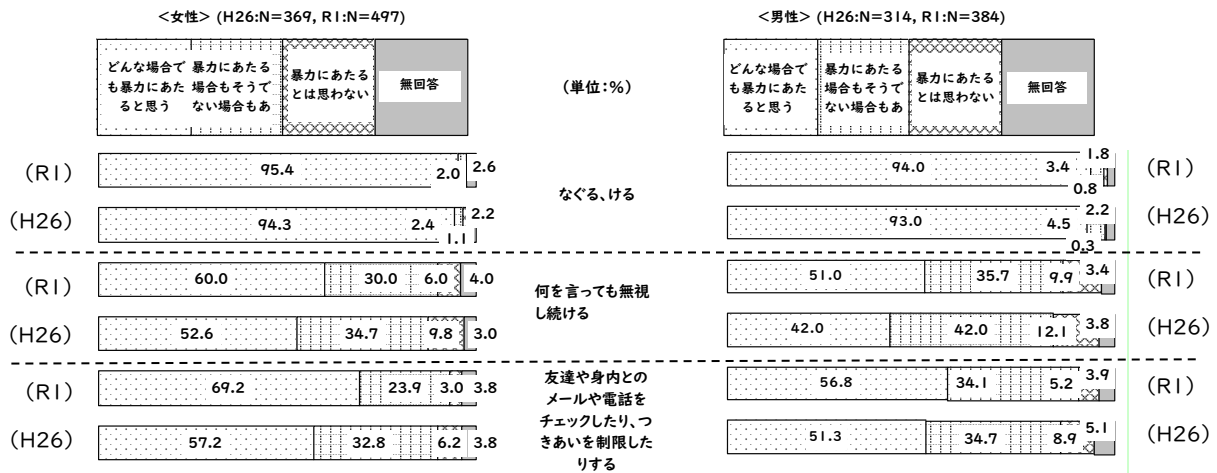 <女性> (H26:N=369, R1:N=497)
<男性> (H26:N=314, R1:N=384)
どんな場合で
も暴力にあた
ると思う
暴力にあたる
場合もそうで
ない場合もあ
暴力にあたる
とは思わない
無回答
(単位:%)
どんな場合で
も暴力にあた
ると思う
暴力にあたる
場合もそうで
ない場合もあ
暴力にあたる
とは思わない
無回答
(R1) 95.4 2.0 2.6
(H26) 94.3 2.4 1.1 2.2
なぐる、ける
94.0 3.4 0.8 1.8 (R1)
93.0 4.5 0.3 2.2 (H26)
(R1) 60.0 30.0 6.0 4.0
(H26) 52.6 34.7 9.8 3.0
何を言っても無視
し続ける
51.0 35.7 9.9 3.4 (R1)
42.0 42.0 12.1 3.8 (H26)
(R1) 69.2 23.9 3.0 3.8
(H26) 57.2 32.8 6.2 3.8
友達や身内との
メールや電話を
チェックしたり、つ
きあいを制限した
りする
56.8 34.1 5.2 3.9 (R1)
51.3 34.7 8.9 5.1 (H26)